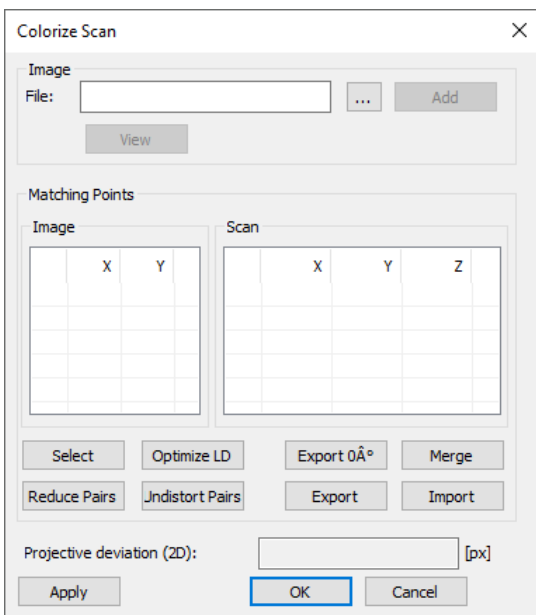 Colorize Scan
Image
File: ... Add
View
Matching Points
Image Scan
X Y X Y Z
Select Optimize LD Export 0Â° Merge
Reduce Pairs Undistort Pairs Export Import
Projective deviation (2D): [px]
Apply OK Cancel